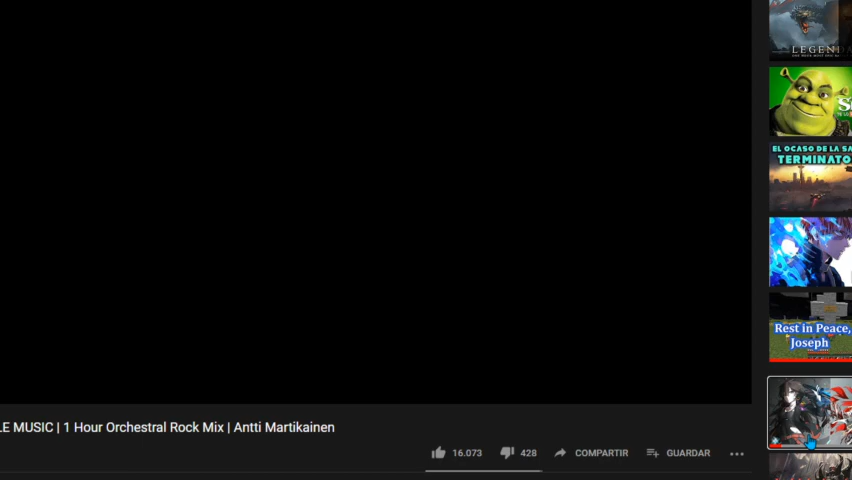 LEGEND
EL OCASO DE LA SA
TERMINATO
Rest in Peace,
Joseph
LE MUSIC | 1 Hour Orchestral Rock Mix | Antti Martikainen
16.073 428 COMPARTIR GUARDAR